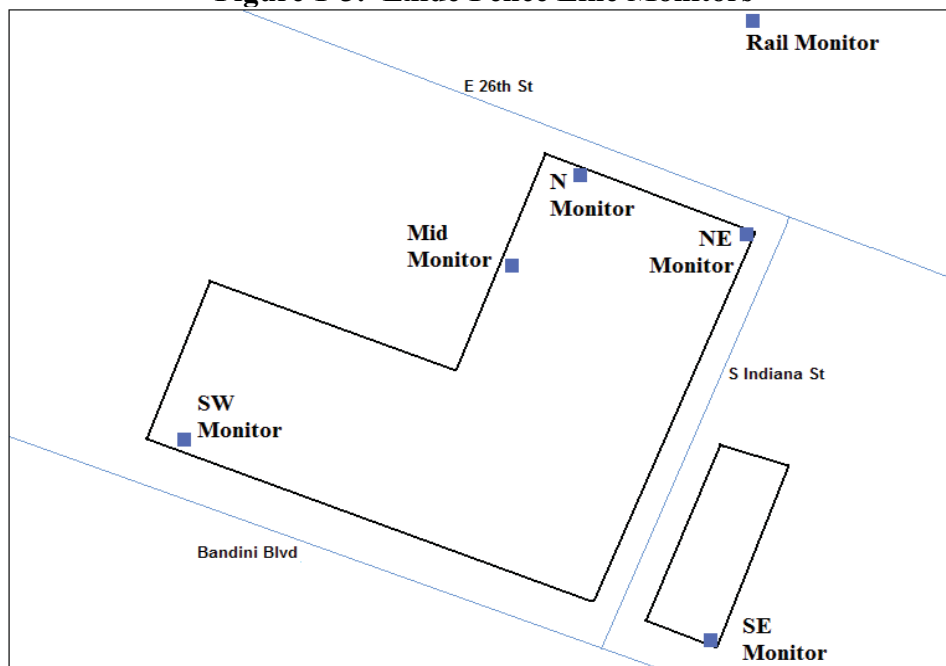 Rail Monitor
E 26th St
N
Monitor
Mid
Monitor
NE
Monitor
S Indiana St
SW
Monitor
Bandini Blvd
SE
Monitor